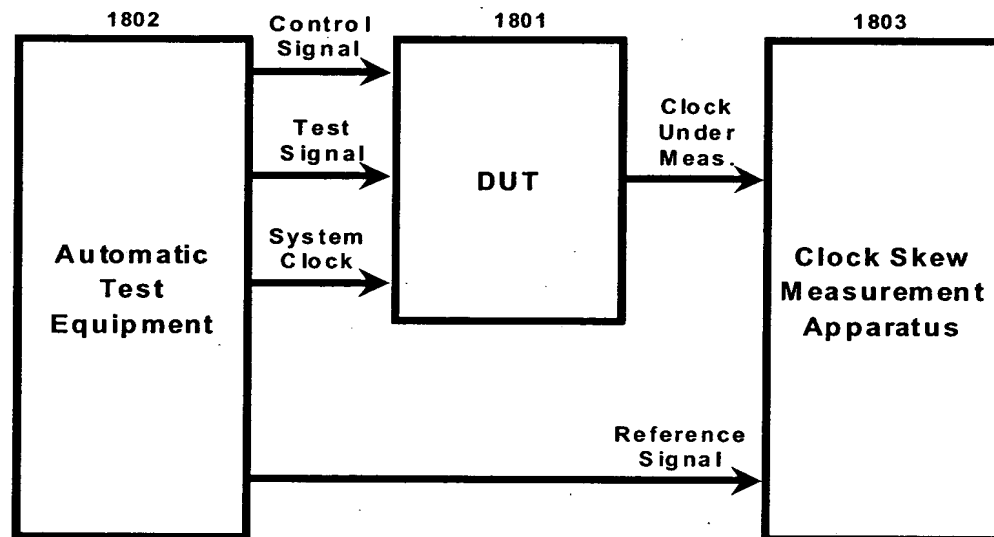 1802
1801
1803
Control
Signal
Test
Signal
System
Clock
Automatic
Test
Equipment
DUT
Clock
Under
Meas.
Clock Skew
Measurement
Apparatus
Reference
Signal